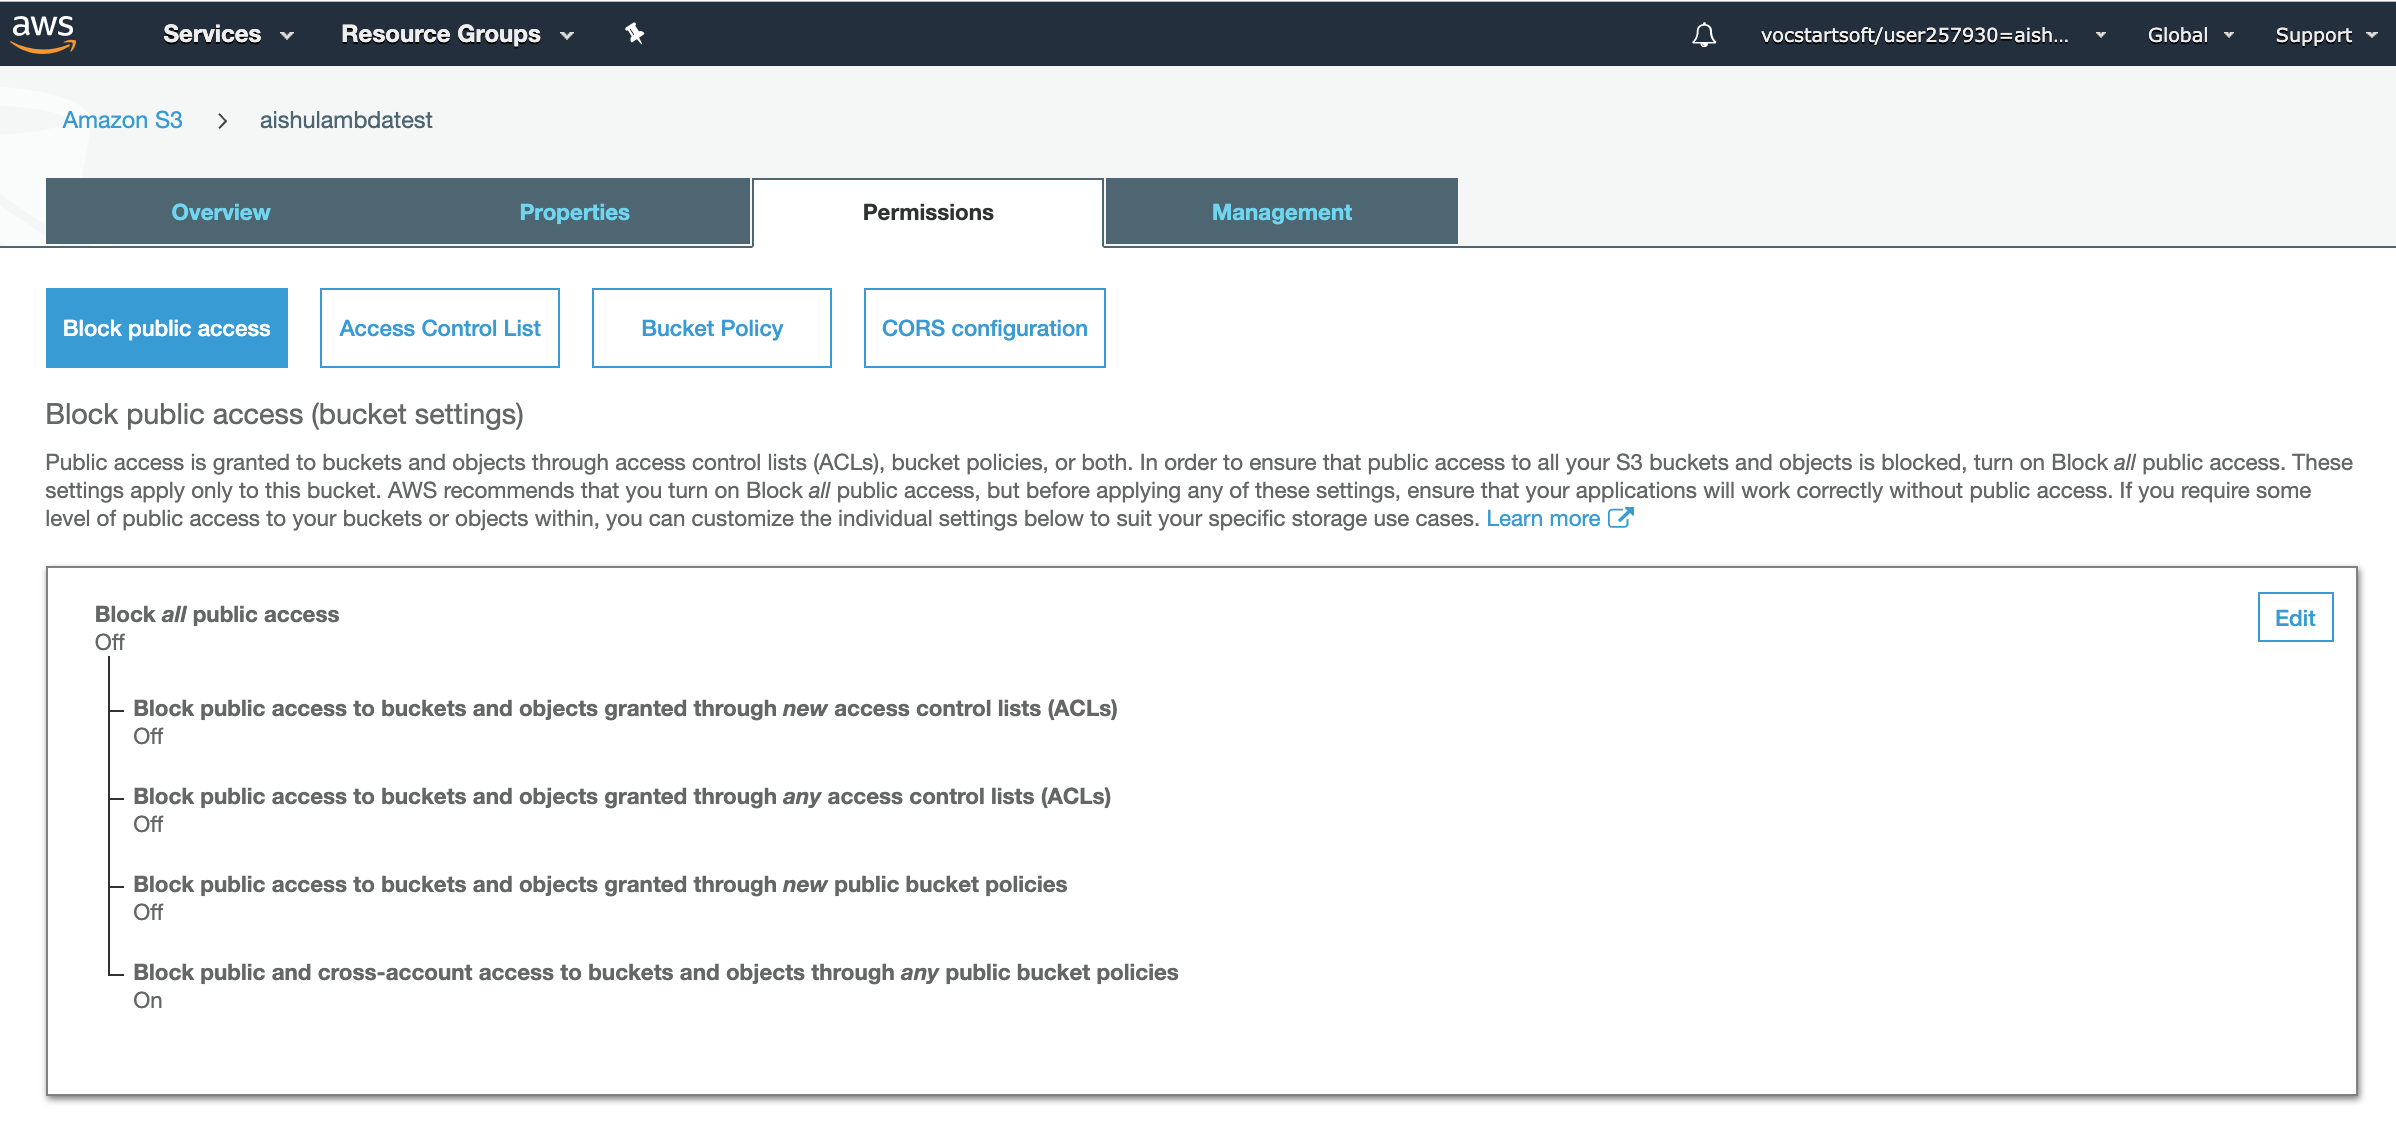 aws Services Resource Groups vocstartsoft/user257930=aish... Global Support
Amazon S3 > aishulambdatest
Overview Properties Permissions Management
Block public access Access Control List Bucket Policy CORS configuration
Block public access (bucket settings)
Public access is granted to buckets and objects through access control lists (ACLs), bucket policies, or both. In order to ensure that public access to all your S3 buckets and objects is blocked, turn on Block all public access. These
settings apply only to this bucket. AWS recommends that you turn on Block all public access, but before applying any of these settings, ensure that your applications will work correctly without public access. If you require some
level of public access to your buckets or objects within, you can customize the individual settings below to suit your specific storage use cases. Learn more
Block all public access
Edit
Off
Block public access to buckets and objects granted through new access control lists (ACLs)
Off
Block public access to buckets and objects granted through any access control lists (ACLs)
Off
Block public access to buckets and objects granted through new public bucket policies
Off
Block public and cross-account access to buckets and objects through any public bucket policies
On